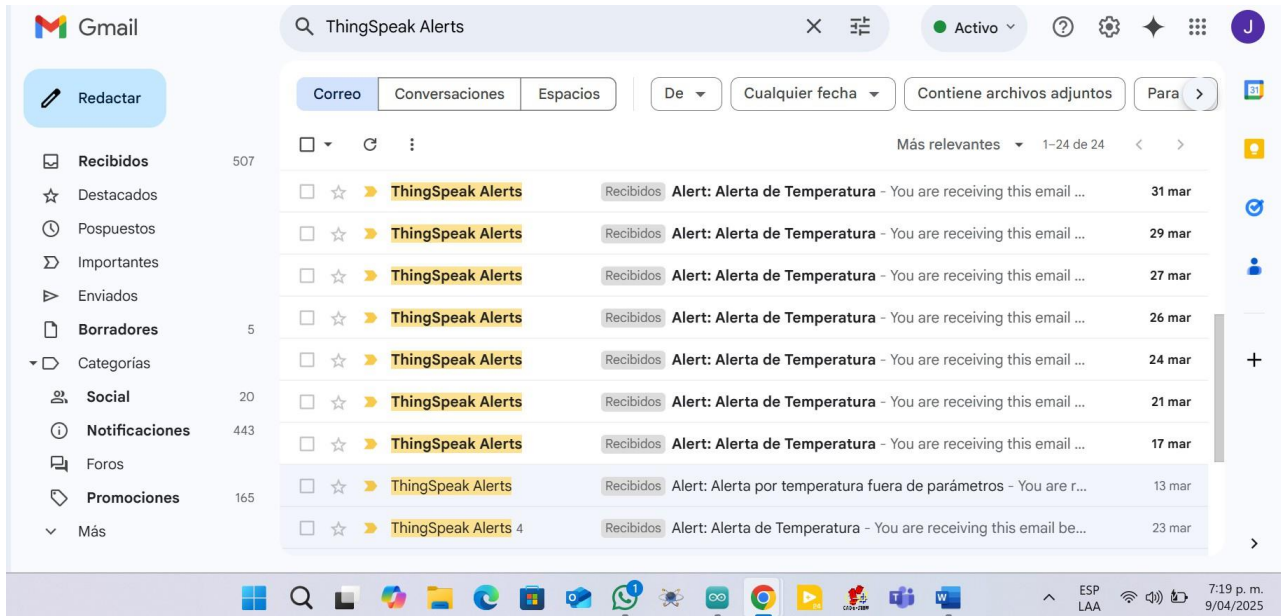 Gmail
ThingSpeak Alerts
Activo
J
Redactar
Correo Conversaciones Espacios De Cualquier fecha Contiene archivos adjuntos Para
31
Más relevantes 1–24 de 24
Recibidos 507
Destacados
Pospuestos
Importantes
Enviados
Borradores 5
Categorías
Social 20
Notificaciones 443
Foros
Promociones 165
Más
ThingSpeak Alerts Recibidos Alert: Alerta de Temperatura - You are receiving this email ... 31 mar
ThingSpeak Alerts Recibidos Alert: Alerta de Temperatura - You are receiving this email ... 29 mar
ThingSpeak Alerts Recibidos Alert: Alerta de Temperatura - You are receiving this email ... 27 mar
ThingSpeak Alerts Recibidos Alert: Alerta de Temperatura - You are receiving this email ... 26 mar
ThingSpeak Alerts Recibidos Alert: Alerta de Temperatura - You are receiving this email ... 24 mar
ThingSpeak Alerts Recibidos Alert: Alerta de Temperatura - You are receiving this email ... 21 mar
ThingSpeak Alerts Recibidos Alert: Alerta de Temperatura - You are receiving this email ... 17 mar
ThingSpeak Alerts Recibidos Alert: Alerta por temperatura fuera de parámetros - You are r... 13 mar
ThingSpeak Alerts 4 Recibidos Alert: Alerta de Temperatura - You are receiving this email be... 23 mar
1
ESP
LAA
7:19 p. m.
9/04/2025